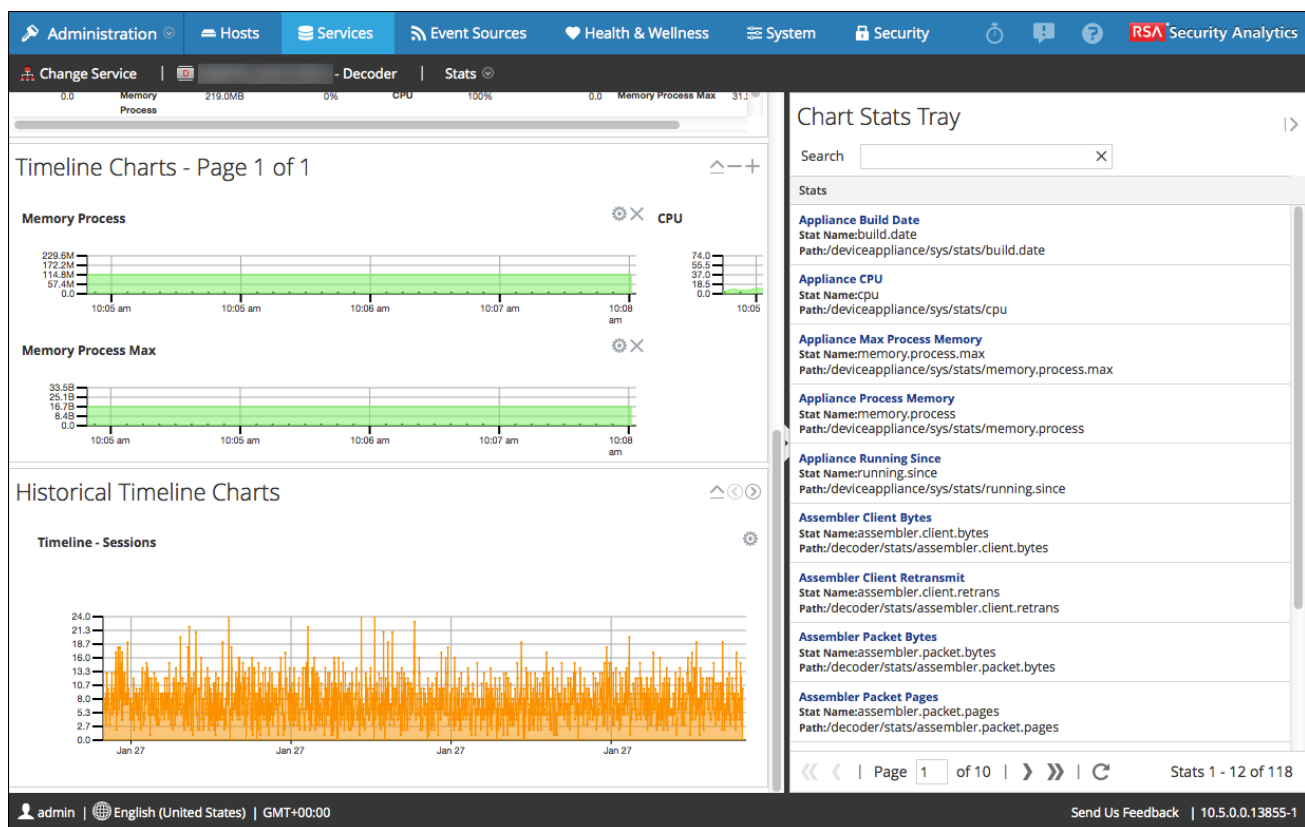 Administration Hosts Services Event Sources Health & Wellness System Security RSA Security Analytics
Change Service | D - Decoder | Stats
0.0 Memory Process 219.0MB 0% CPU 100% 0.0 Memory Process Max
Timeline Charts - Page 1 of 1
Memory Process
229.6M
172.2M
114.8M
57.4M
0.0
10:05 am 10:05 am 10:06 am 10:07 am 10:08 am
CPU
74.0
55.5
37.0
18.5
0.0
10:05
Memory Process Max
33.5B
25.1B
16.7B
8.4B
0.0
10:05 am 10:05 am 10:06 am 10:07 am 10:08 am
Historical Timeline Charts
Timeline - Sessions
24.0
21.3
18.7
16.0
13.3
10.7
8.0
5.3
2.7
0.0
Jan 27 Jan 27 Jan 27 Jan 27
Chart Stats Tray
Search
Stats
Appliance Build Date
Stat Name:build.date
Path:/deviceappliance/sys/stats/build.date
Appliance CPU
Stat Name:cpu
Path:/deviceappliance/sys/stats/cpu
Appliance Max Process Memory
Stat Name:memory.process.max
Path:/deviceappliance/sys/stats/memory.process.max
Appliance Process Memory
Stat Name:memory.process
Path:/deviceappliance/sys/stats/memory.process
Appliance Running Since
Stat Name:running.since
Path:/deviceappliance/sys/stats/running.since
Assembler Client Bytes
Stat Name:assembler.client.bytes
Path:/decoder/stats/assembler.client.bytes
Assembler Client Retransmit
Stat Name:assembler.client.retrans
Path:/decoder/stats/assembler.client.retrans
Assembler Packet Bytes
Stat Name:assembler.packet.bytes
Path:/decoder/stats/assembler.packet.bytes
Assembler Packet Pages
Stat Name:assembler.packet.pages
Path:/decoder/stats/assembler.packet.pages
| Page 1 of 10 | | Stats 1 - 12 of 118
admin | English (United States) | GMT+00:00 Send Us Feedback | 10.5.0.0.13855-1